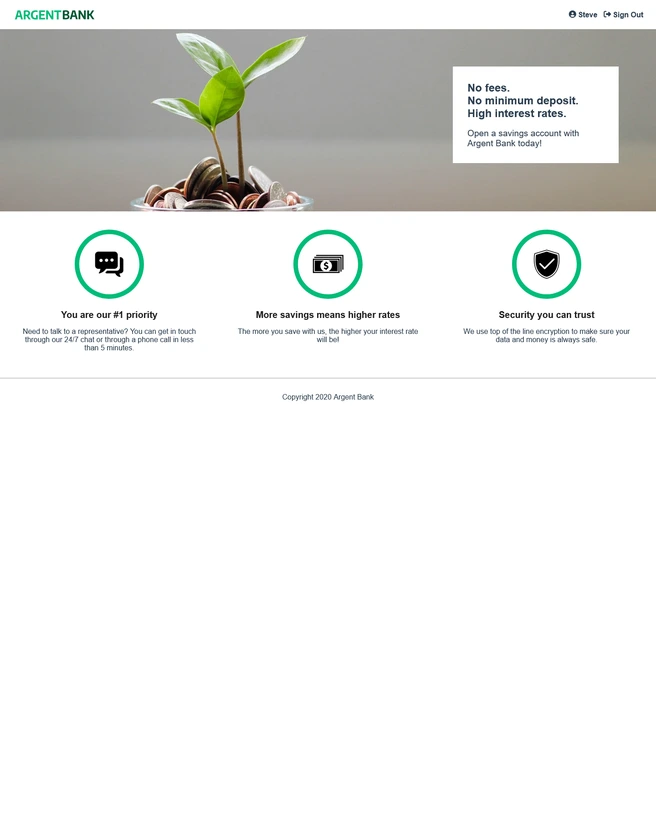 ARGENTBANK
Steve
Sign Out
No fees.
No minimum deposit.
High interest rates.
Open a savings account with
Argent Bank today!
You are our #1 priority
Need to talk to a representative? You can get in touch
through our 24/7 chat or through a phone call in less
than 5 minutes.
More savings means higher rates
The more you save with us, the higher your interest rate
will be!
Security you can trust
We use top of the line encryption to make sure your
data and money is always safe.
Copyright 2020 Argent Bank